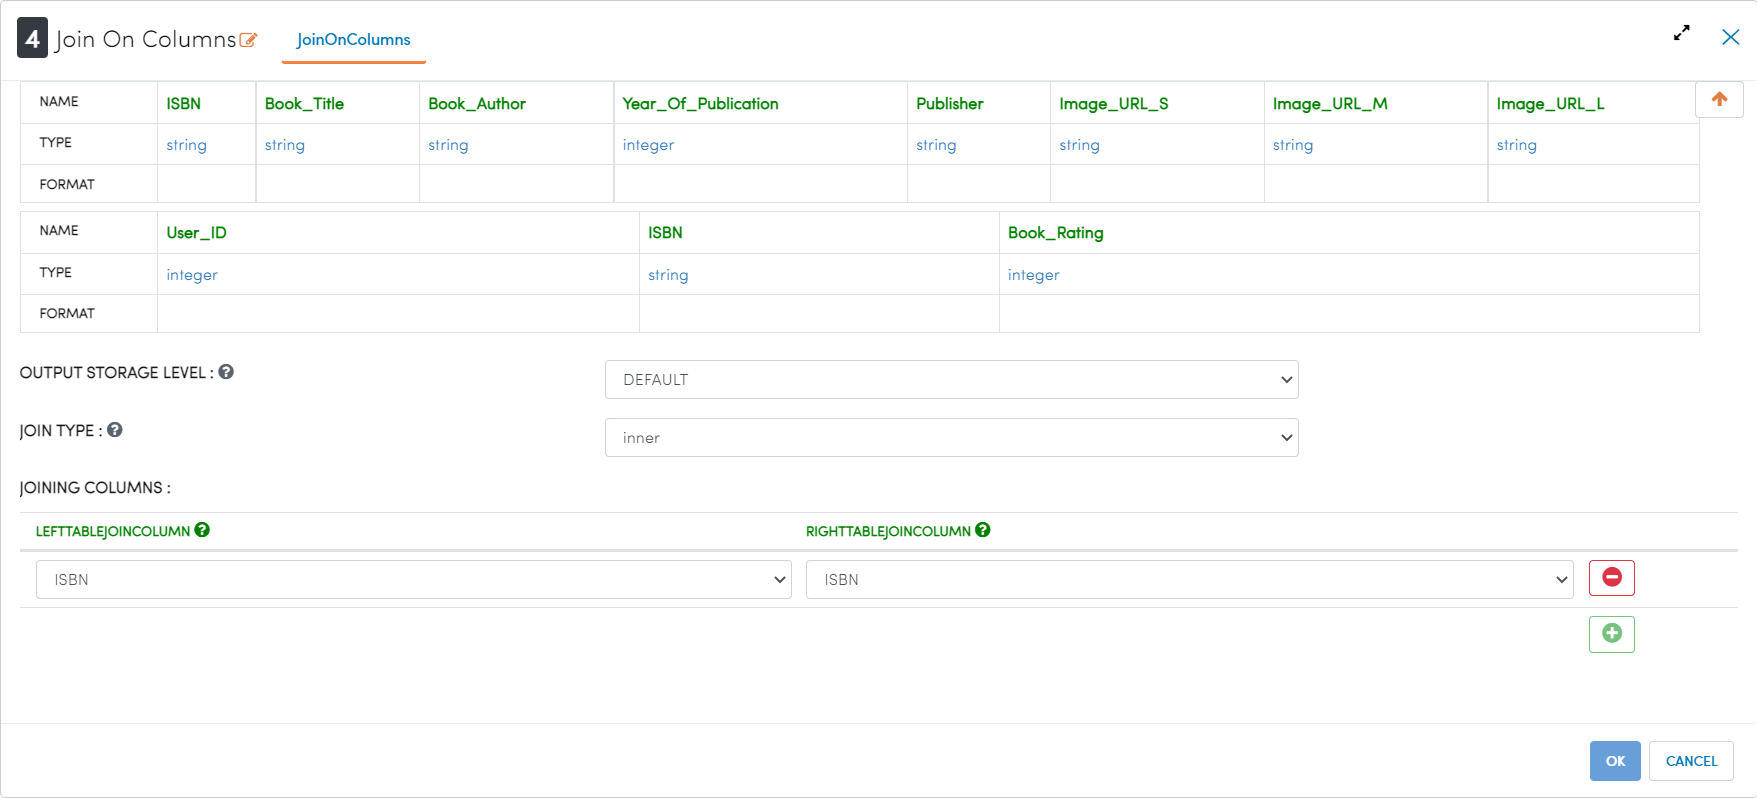 4 Join On Columns JoinOnColumns
NAME ISBN Book_Title Book_Author Year_Of_Publication Publisher Image_URL_S Image_URL_M Image_URL_L
TYPE string string string integer string string string string
FORMAT
NAME User_ID ISBN Book_Rating
TYPE integer string integer
FORMAT
OUTPUT STORAGE LEVEL : ?
DEFAULT
JOIN TYPE : ?
inner
JOINING COLUMNS :
LEFTTABLEJOINCOLUMN ? RIGHTTABLEJOINCOLUMN ?
ISBN ISBN
OK CANCEL